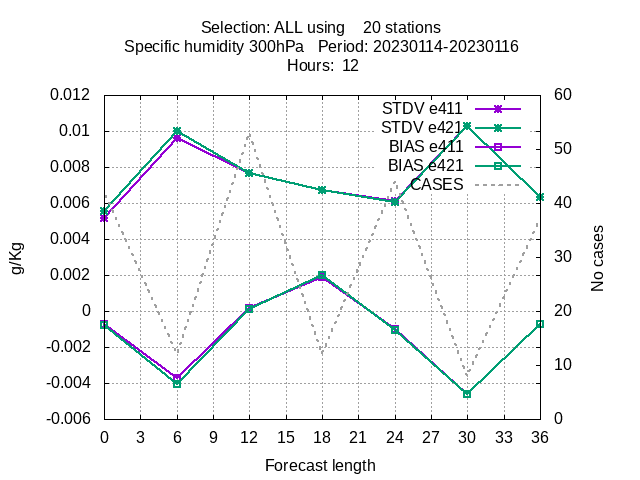 Selection: ALL using    20 stations
Specific humidity 300hPa   Period: 20230114-20230116
Hours:  12
STDV e411
STDV e421
BIAS e411
BIAS e421
CASES
0.012
0.01
0.008
0.006
0.004
0.002
0
-0.002
-0.004
-0.006
g/Kg
60
50
40
30
20
10
0
No cases
0 3 6 9 12 15 18 21 24 27 30 33 36
Forecast length